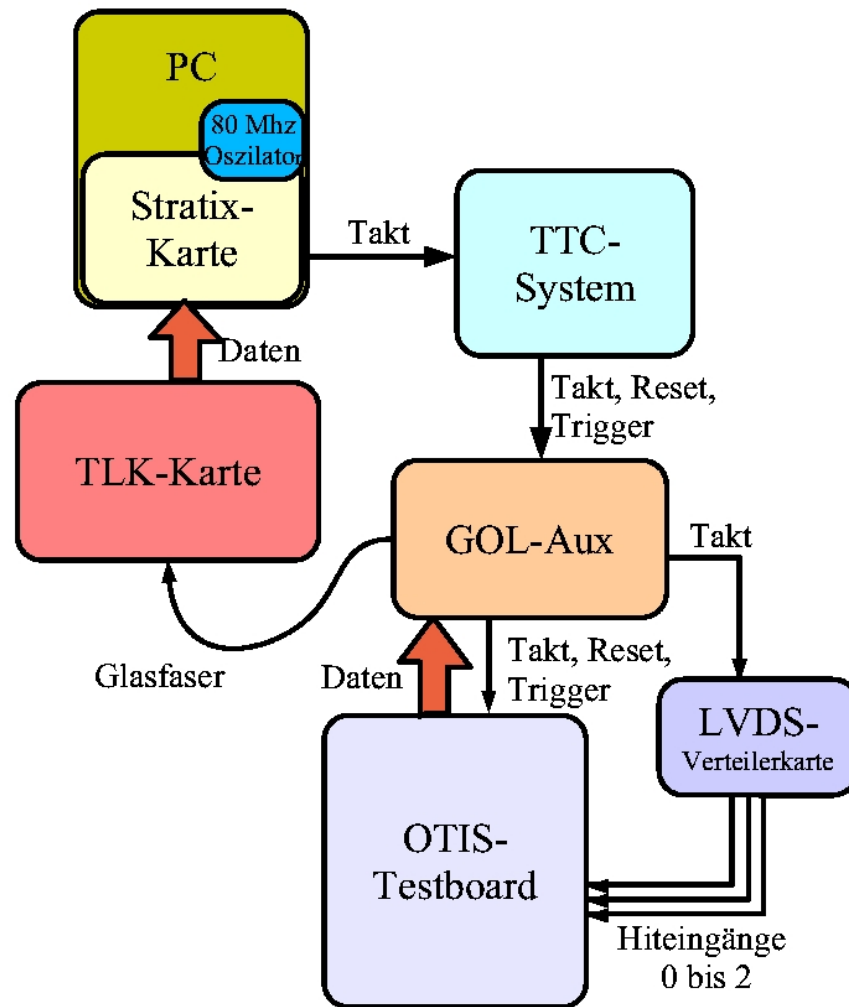 PC
80 Mhz
Oszilator
Stratix-
Karte
Takt
TTC-
System
Daten
Takt, Reset,
Trigger
TLK-Karte
GOL-Aux
Takt
Glasfaser
Daten
Takt, Reset,
Trigger
LVDS-
Verteilerkarte
OTIS-
Testboard
Hiteingänge
0 bis 2